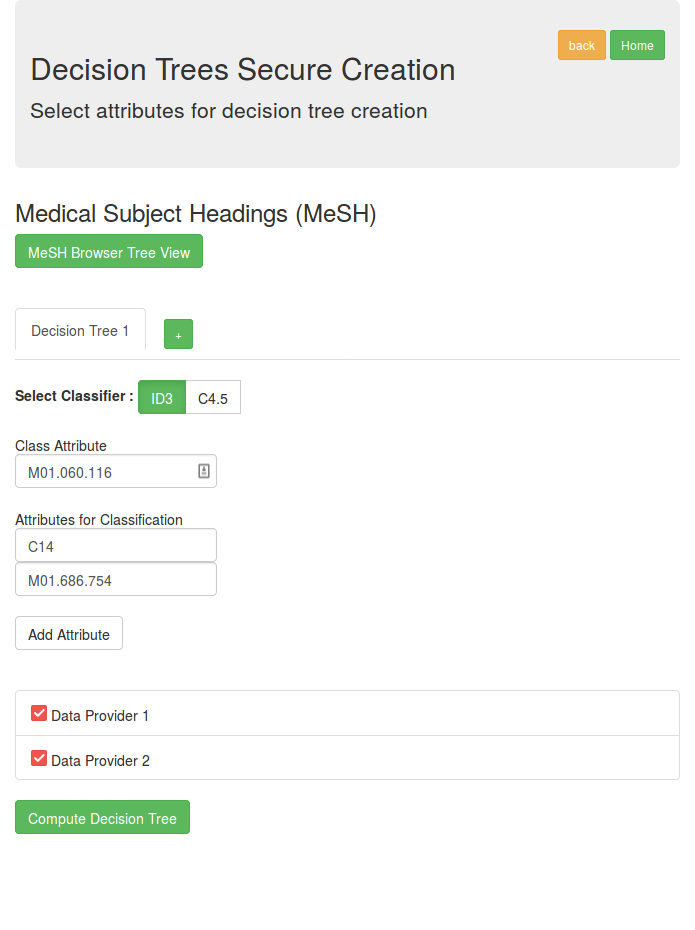 back Home
Decision Trees Secure Creation
Select attributes for decision tree creation
Medical Subject Headings (MeSH)
MeSH Browser Tree View
Decision Tree 1 +
Select Classifier : ID3 C4.5
Class Attribute
M01.060.116
Attributes for Classification
C14
M01.686.754
Add Attribute
Data Provider 1
Data Provider 2
Compute Decision Tree